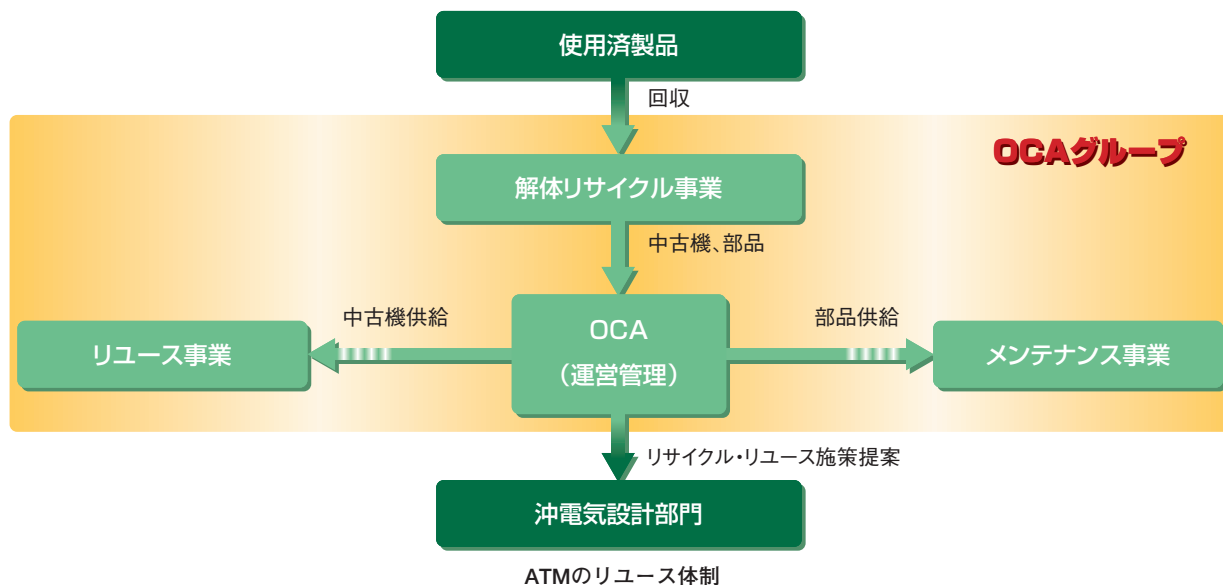 使用済製品
回収
OCAグループ
解体リサイクル事業
中古機、部品
中古機供給
部品供給
リユース事業
OCA
(運営管理)
メンテナンス事業
リサイクル・リユース施策提案
沖電気設計部門
ATMのリユース体制